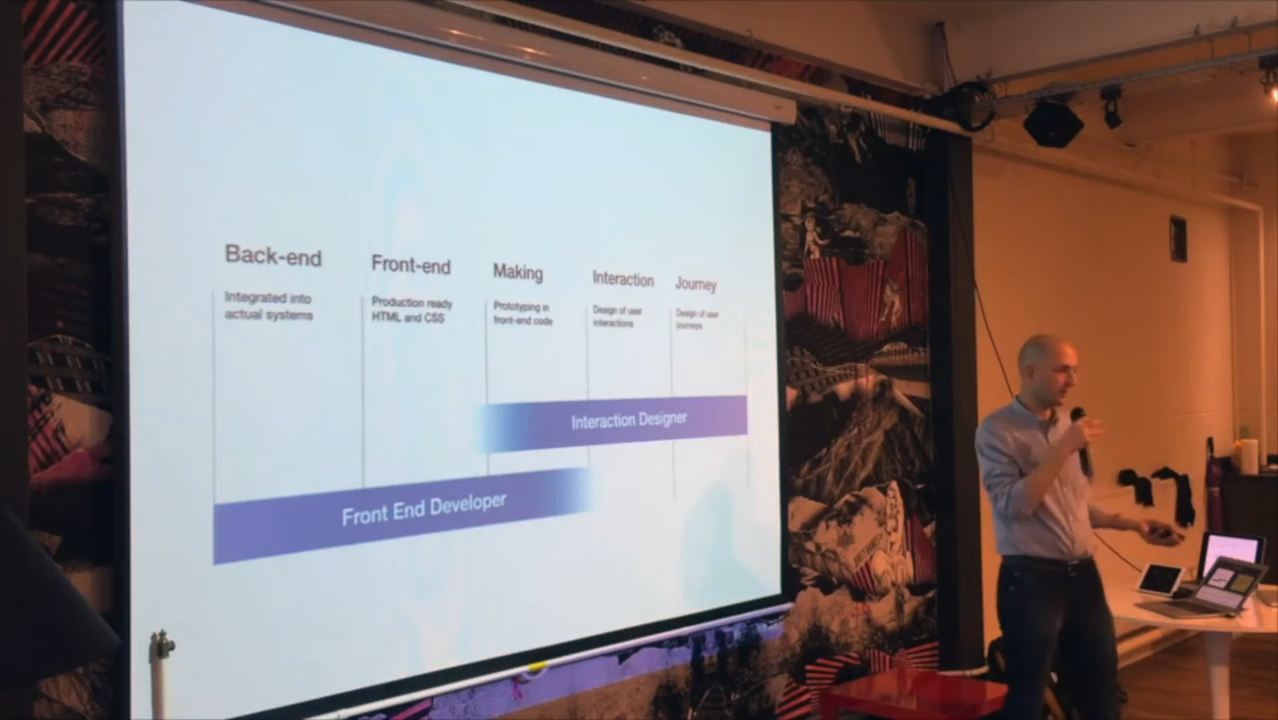 Back-end
Integrated into
actual systems
Front-end
Production ready
HTML and CSS
Making
Prototyping in
front-end code
Interaction
Design of user
interactions
Journey
Design of user
journeys
Interaction Designer
Front End Developer